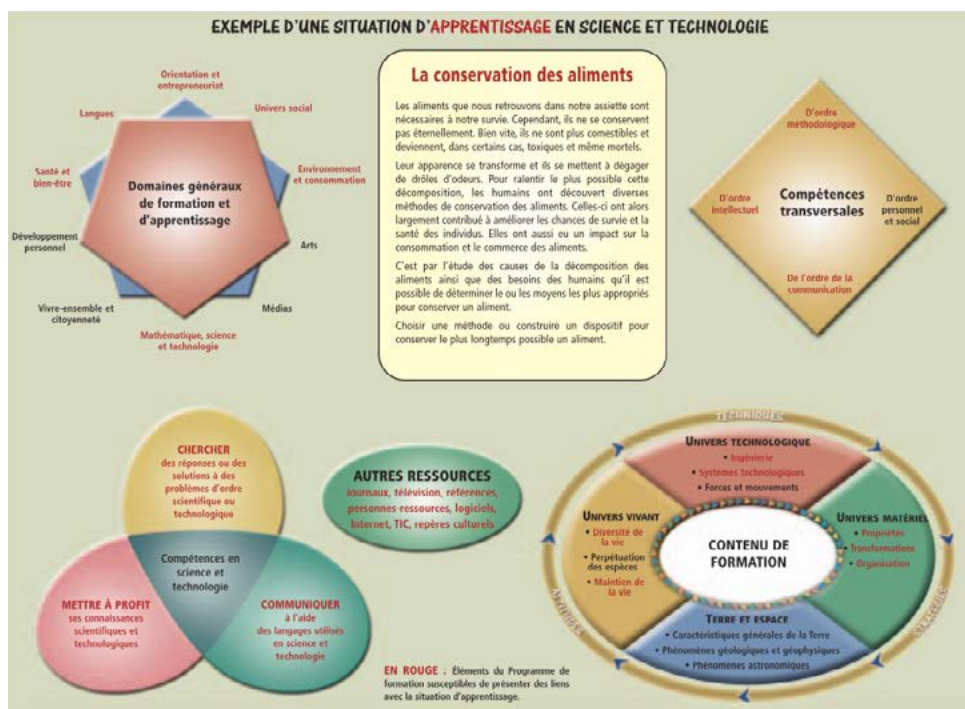 EXEMPLE D'UNE SITUATION D'APPRENTISSAGE EN SCIENCE ET TECHNOLOGIE
Orientation et
entrepreneuriat
Langues
Univers social
Santé et
bien-être
Environnement
et consommation
Domaines généraux
de formation et
d'apprentissage
Développement
personnel
Arts
Vivre-ensemble et
citoyenneté
Médias
Mathématique, science
et technologie
La conservation des aliments
Les aliments que nous retrouvons dans notre assiette sont
nécessaires à notre survie. Cependant, ils ne se conservent
pas éternellement. Bien vite, ils ne sont plus comestibles et
deviennent, dans certains cas, toxiques et même mortels.
Leur apparence se transforme et ils se mettent à dégager
de drôles d'odeurs. Pour ralentir le plus possible cette
décomposition, les humains ont découvert diverses
méthodes de conservation des aliments. Celles-ci ont alors
largement contribué à améliorer les chances de survie et la
santé des individus. Elles ont aussi eu un impact sur la
consommation et le commerce des aliments.
C'est par l'étude des causes de la décomposition des
aliments ainsi que des besoins des humains qu'il est
possible de déterminer le ou les moyens les plus appropriés
pour conserver un aliment.
Choisir une méthode ou construire un dispositif pour
conserver le plus longtemps possible un aliment.
D'ordre
méthodologique
D'ordre
intellectuel
Compétences
transversales
D'ordre
personnel
et social
De l'ordre de la
communication
CHERCHER
des réponses ou des
solutions à des
problèmes d'ordre
scientifique ou
technologique
Compétences en
science et
technologie
METTRE À PROFIT
ses connaissances
scientifiques et
technologiques
COMMUNIQUER
à l'aide
des langages utilisés
en science et
technologie
AUTRES RESSOURCES
Journaux, télévision, références,
personnes-ressources, logiciels,
Internet, TIC, repères culturels
EN ROUGE : Éléments du Programme de
formation susceptibles de présenter des liens
avec la situation d'apprentissage.
TECHNIQUES
UNIVERS TECHNOLOGIQUE
• Ingénierie
• Systèmes technologiques
• Forces et mouvements
UNIVERS VIVANT
• Diversité de
la vie
• Perpétuation
des espèces
• Maintien de
la vie
CONTENU DE
FORMATION
UNIVERS MATÉRIEL
• Propriétés
• Transformations
• Organisation
TERRE ET ESPACE
• Caractéristiques générales de la Terre
• Phénomènes géologiques et géophysiques
• Phénomènes astronomiques
ATTITUDES
STRATÉGIES